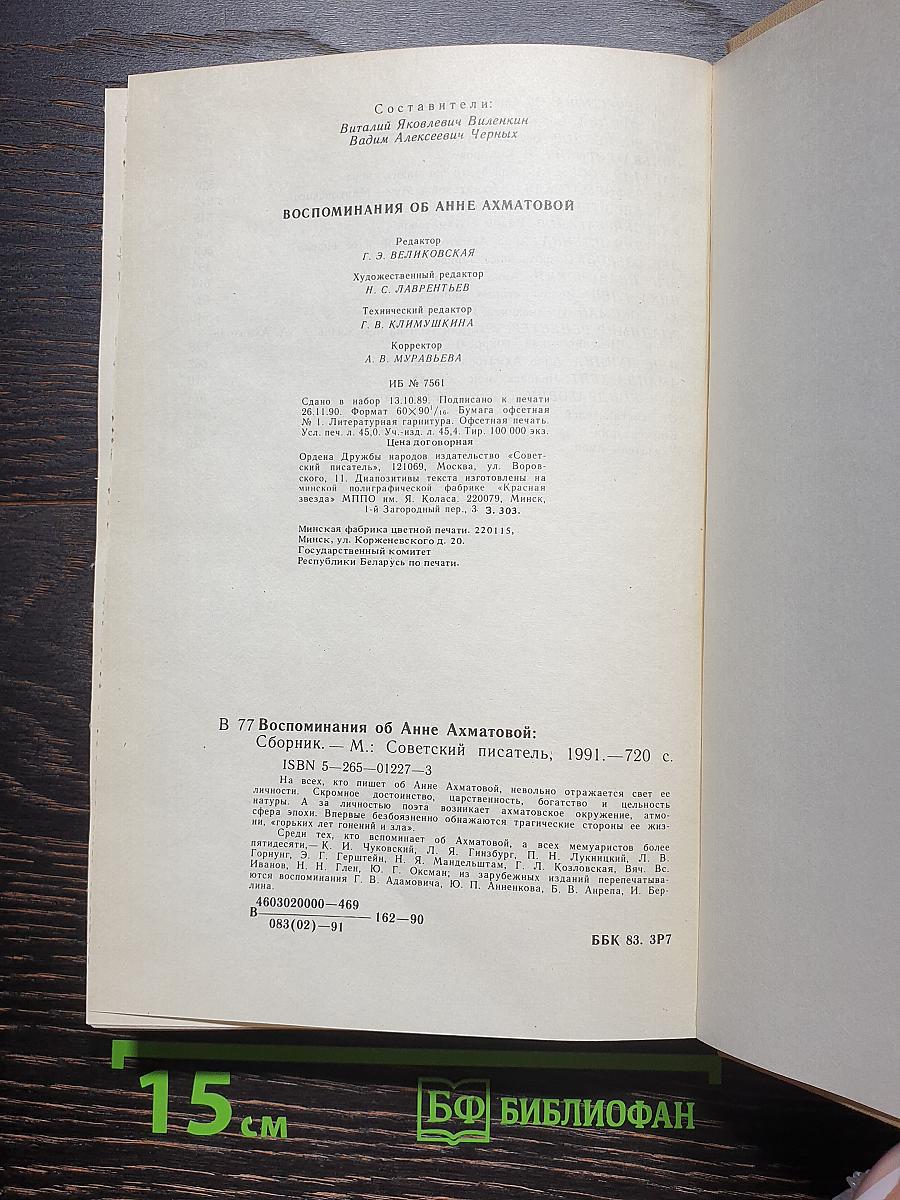 Составители:
Виталий Яковлевич Виленкин
Вадим Алексеевич Черных
ВОСПОМИНАНИЯ ОБ АННЕ АХМАТОВОЙ
Редактор
Г. Э. ВЕЛИКОВСКАЯ
Художественный редактор
Н. С. ЛАВРЕНТЬЕВ
Технический редактор
Г. В. КЛИМУШКИНА
Корректор
А. В. МУРАВЬЕВА
ИБ № 7561
Сдано в набор 13.10.89. Подписано к печати
26.11.90. Формат 60×90¹/₁₆. Бумага офсетная
№ 1. Литературная гарнитура. Офсетная печать.
Усл. печ. л. 45,0. Уч.-изд. л. 45,4. Тир. 100 000 экз.
Цена договорная
Ордена Дружбы народов издательство «Совет-
ский писатель», 121069, Москва, ул. Воров-
ского, 11. Диапозитивы текста изготовлены на
минской полиграфической фабрике «Красная
звезда» МППО им. Я. Коласа. 220079, Минск,
1-й Загородный пер., 3. З. 303.
Минская фабрика цветной печати. 220115,
Минск, ул. Корженевского д. 20.
Государственный комитет
Республики Беларусь по печати.
В 77 Воспоминания об Анне Ахматовой:
Сборник. — М.: Советский писатель, 1991.—720 с.
ISBN 5—265—01227—3
На всех, кто пишет об Анне Ахматовой, невольно отражается свет ее
личности. Скромное достоинство, царственность, богатство и цельность
натуры. А за личностью поэта возникает ахматовское окружение, атмо-
сфера эпохи. Впервые безбоязненно обнажаются трагические стороны ее жиз-
ни, «горьких лет гонений и зла».
Среди тех, кто вспоминает об Ахматовой, а всех мемуаристов более
пятидесяти,— К. И. Чуковский, Л. Я. Гинзбург, П. Н. Лукницкий, Л. В.
Горнунг, Э. Г. Герштейн, Н. Я. Мандельштам, Г. Л. Козловская, Вяч. Вс.
Иванов, Н. Н. Глен, Ю. Г. Оксман; из зарубежных изданий перепечатыва-
ются воспоминания Г. В. Адамовича, Ю. П. Анненкова, Б. В. Анрепа, И. Бер-
лина.
4603020000—469
В 162—90
083(02)—91
ББК 83. 3Р7
15 см
БФ БИБЛИОФАН